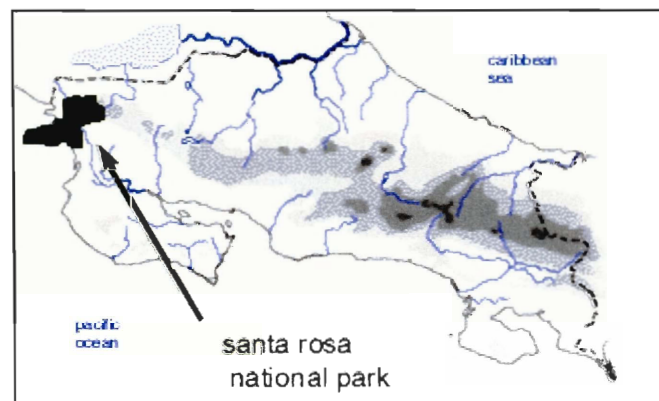 caribbean
sea
pacific
ocean
santa rosa
national park